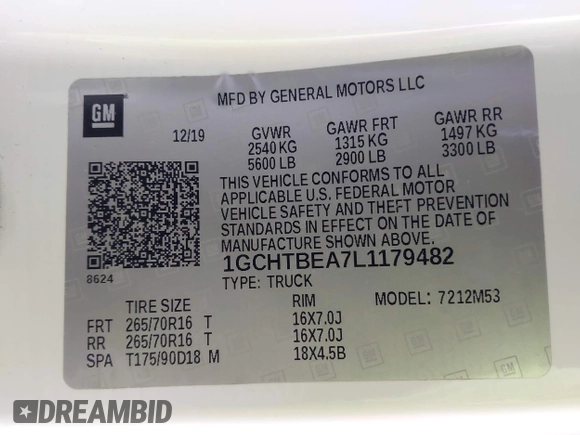 MFD BY GENERAL MOTORS LLC
GM
12/19 GVWR GAWR FRT GAWR RR
2540 KG 1315 KG 1497 KG
5600 LB 2900 LB 3300 LB
THIS VEHICLE CONFORMS TO ALL
APPLICABLE U.S. FEDERAL MOTOR
VEHICLE SAFETY AND THEFT PREVENTION
STANDARDS IN EFFECT ON THE DATE OF
MANUFACTURE SHOWN ABOVE.
8624
1GCHTBEA7L1179482
TYPE: TRUCK
TIRE SIZE RIM MODEL: 7212M53
FRT 265/70R16 T 16X7.0J
RR 265/70R16 T 16X7.0J
SPA T175/90D18 M 18X4.5B
DREAMBID